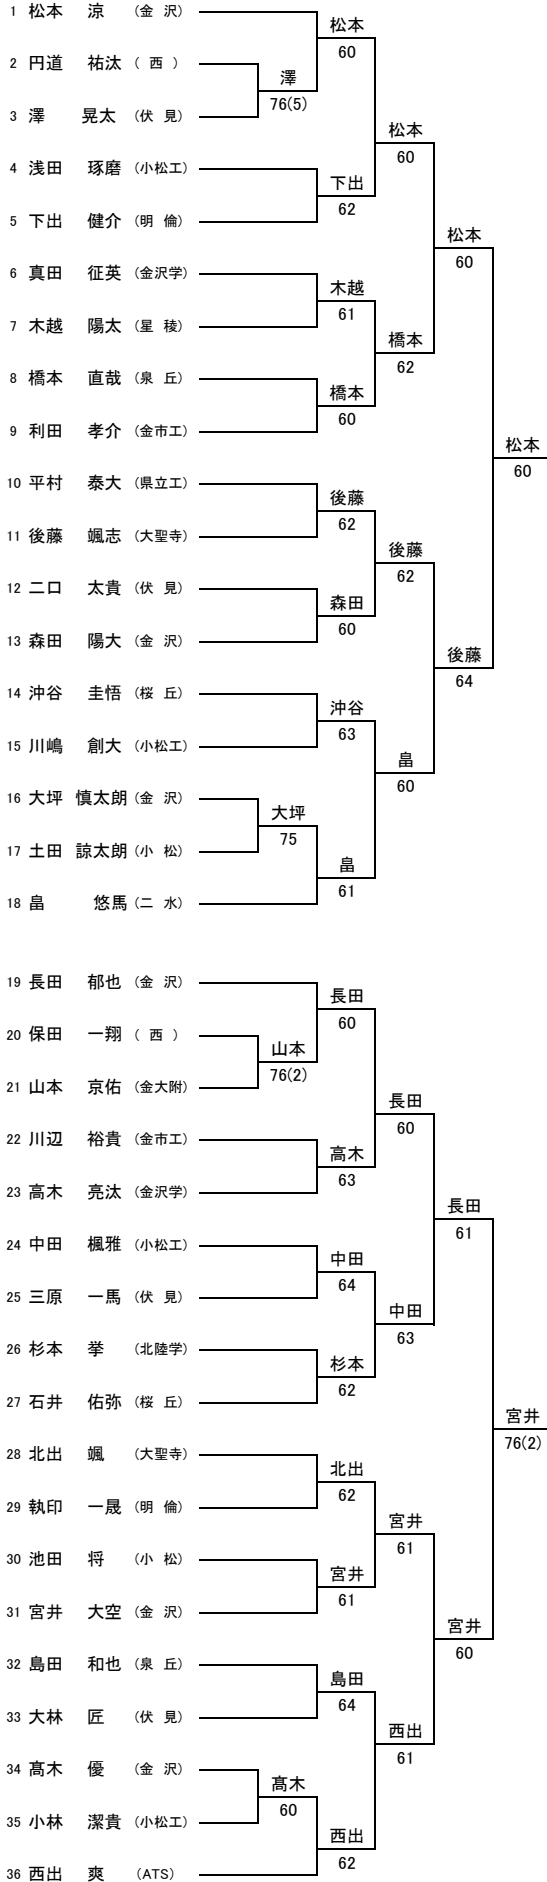 1 松本 涼 (金 沢)
松本
60
2 円道 祐汰 ( 西 )
澤
76(5)
3 澤 晃太 (伏 見)
松本
60
4 浅田 琢磨 (小松工)
下出
62
5 下出 健介 (明 倫)
松本
60
6 真田 征英 (金沢学)
木越
61
7 木越 陽太 (星 稜)
橋本
62
8 橋本 直哉 (泉 丘)
橋本
60
9 利田 孝介 (金市工)
松本
60
10 平村 泰大 (県立工)
後藤
62
11 後藤 颯志 (大聖寺)
後藤
62
12 二口 太貴 (伏 見)
森田
60
13 森田 陽大 (金 沢)
後藤
64
14 沖谷 圭悟 (桜 丘)
沖谷
63
15 川嶋 創大 (小松工)
畠
60
16 大坪 慎太朗 (金 沢)
大坪
75
17 土田 諒太朗 (小 松)
畠
61
18 畠 悠馬 (二 水)
19 長田 郁也 (金 沢)
長田
60
20 保田 一翔 ( 西 )
山本
76(2)
21 山本 京佑 (金大附)
長田
60
22 川辺 裕貴 (金市工)
高木
63
23 高木 亮汰 (金沢学)
長田
61
24 中田 楓雅 (小松工)
中田
64
25 三原 一馬 (伏 見)
中田
63
26 杉本 挙 (北陸学)
杉本
62
27 石井 佑弥 (桜 丘)
宮井
76(2)
28 北出 颯 (大聖寺)
北出
62
29 執印 一晟 (明 倫)
宮井
61
30 池田 将 (小 松)
宮井
61
31 宮井 大空 (金 沢)
宮井
60
32 島田 和也 (泉 丘)
島田
64
33 大林 匠 (伏 見)
西出
61
34 髙木 優 (金 沢)
髙木
60
35 小林 潔貴 (小松工)
西出
62
36 西出 爽 (ATS)